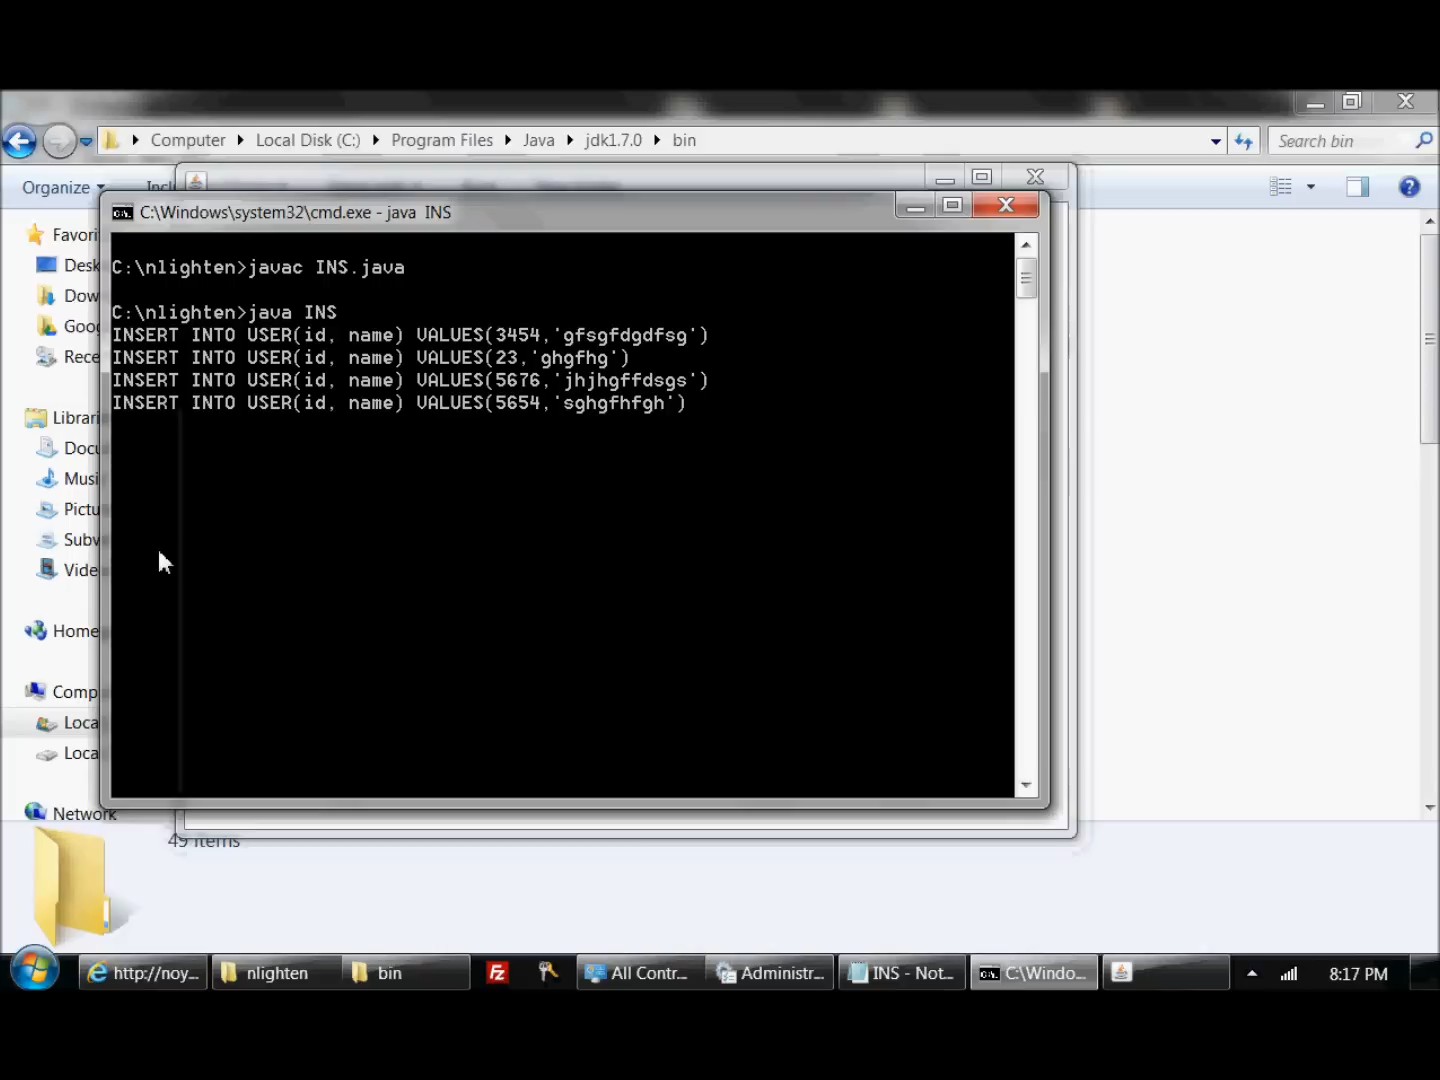 Computer Local Disk (C:) Program Files Java jdk1.7.0 bin
Search bin
Organize
C:\Windows\system32\cmd.exe - java INS
C:\nlighten>javac INS.java
C:\nlighten>java INS
INSERT INTO USER(id, name) VALUES(3454,'gfsgfdgdfsg')
INSERT INTO USER(id, name) VALUES(23,'ghgfhg')
INSERT INTO USER(id, name) VALUES(5676,'jhjhgffdsgs')
INSERT INTO USER(id, name) VALUES(5654,'sghgfhfgh')
Favori
Desk
Dow
Goo
Rece
Librari
Docu
Musi
Pictu
Subv
Vide
Home
Comp
Loca
Loca
Network
49 items
http://noy...
nlighten
bin
All Contr...
Administr...
INS - Not...
C:\Windo...
8:17 PM